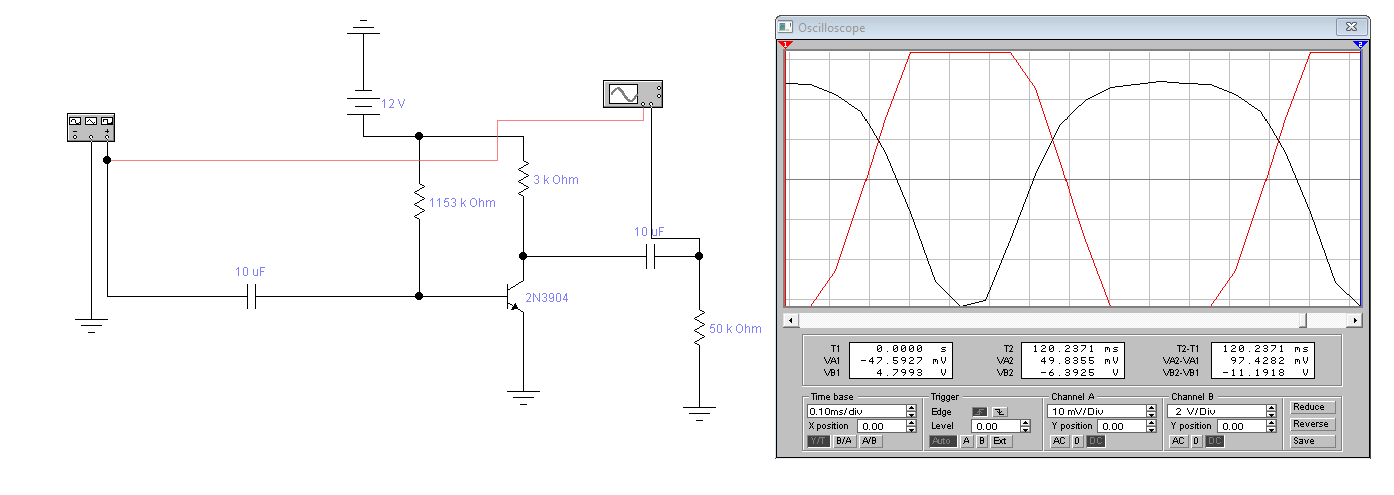 12 V
3 k Ohm
1153 k Ohm
10 uF
10 uF
2N3904
50 k Ohm
- +
Oscilloscope
1
2
T1 0.0000 s T2 120.2371 ms T2-T1 120.2371 ms
VA1 -47.5927 mV VA2 49.8355 mV VA2-VA1 97.4282 mV
VB1 4.7993 V VB2 -6.3925 V VB2-VB1 -11.1918 V
Time base Trigger Channel A Channel B
0.10ms/div Edge 10 mV/Div 2 V/Div Reduce
X position 0.00 Level 0.00 Y position 0.00 Y position 0.00 Reverse
Y/T B/A A/B Auto A B Ext AC 0 DC AC 0 DC Save